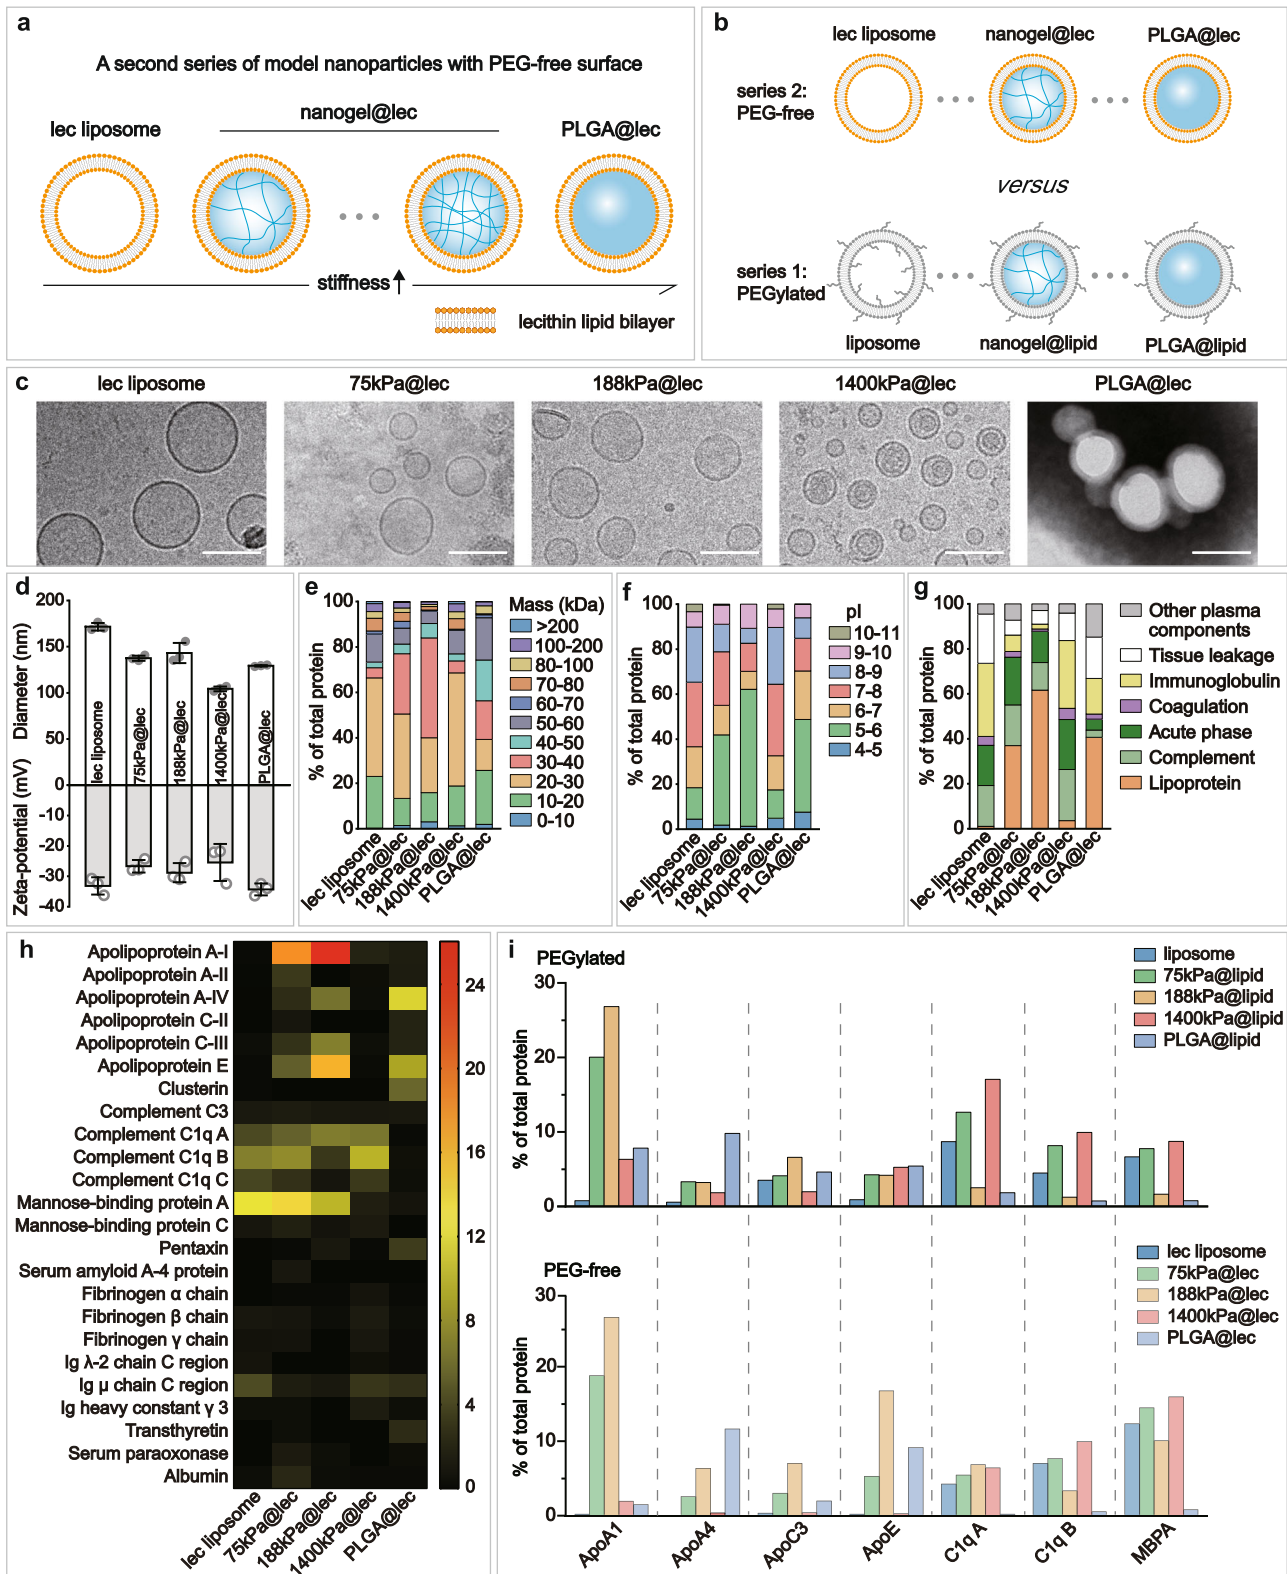 a
A second series of model nanoparticles with PEG-free surface
nanogel@lec
lec liposome
PLGA@lec
stiffness
lecithin lipid bilayer
b
lec liposome
nanogel@lec
PLGA@lec
series 2:
PEG-free
versus
series 1:
PEGylated
liposome
nanogel@lipid
PLGA@lipid
c
lec liposome
75kPa@lec
188kPa@lec
1400kPa@lec
PLGA@lec
d
Diameter (nm)
Zeta-potential (mV)
200
150
100
50
0
-10
-20
-30
-40
lec liposome
75kPa@lec
188kPa@lec
1400kPa@lec
PLGA@lec
e
% of total protein
100
80
60
40
20
0
lec liposome
75kPa@lec
188kPa@lec
1400kPa@lec
PLGA@lec
Mass (kDa)
>200
100-200
80-100
70-80
60-70
50-60
40-50
30-40
20-30
10-20
0-10
f
% of total protein
100
80
60
40
20
0
lec liposome
75kPa@lec
188kPa@lec
1400kPa@lec
PLGA@lec
pI
10-11
9-10
8-9
7-8
6-7
5-6
4-5
g
% of total protein
100
80
60
40
20
0
lec liposome
75kPa@lec
188kPa@lec
1400kPa@lec
PLGA@lec
Other plasma
components
Tissue leakage
Immunoglobulin
Coagulation
Acute phase
Complement
Lipoprotein
h
Apolipoprotein A-I
Apolipoprotein A-II
Apolipoprotein A-IV
Apolipoprotein C-II
Apolipoprotein C-III
Apolipoprotein E
Clusterin
Complement C3
Complement C1q A
Complement C1q B
Complement C1q C
Mannose-binding protein A
Mannose-binding protein C
Pentaxin
Serum amyloid A-4 protein
Fibrinogen α chain
Fibrinogen β chain
Fibrinogen γ chain
Ig λ-2 chain C region
Ig μ chain C region
Ig heavy constant γ 3
Transthyretin
Serum paraoxonase
Albumin
lec liposome
75kPa@lec
188kPa@lec
1400kPa@lec
PLGA@lec
24
20
16
12
8
4
0
i
PEGylated
% of total protein
30
20
10
0
liposome
75kPa@lipid
188kPa@lipid
1400kPa@lipid
PLGA@lipid
PEG-free
% of total protein
30
20
10
0
lec liposome
75kPa@lec
188kPa@lec
1400kPa@lec
PLGA@lec
ApoA1
ApoA4
ApoC3
ApoE
C1q A
C1q B
MBPA